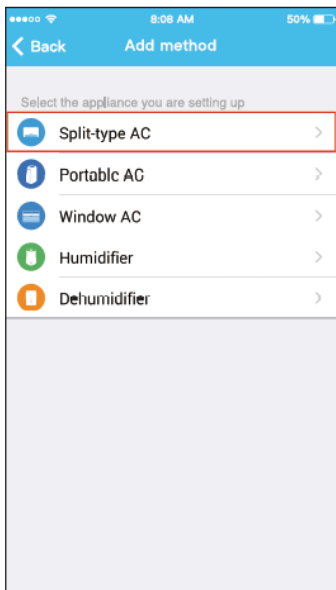 8:08 AM 50%
Back Add method
Select the appliance you are setting up
Split-type AC
Portable AC
Window AC
Humidifier
Dehumidifier